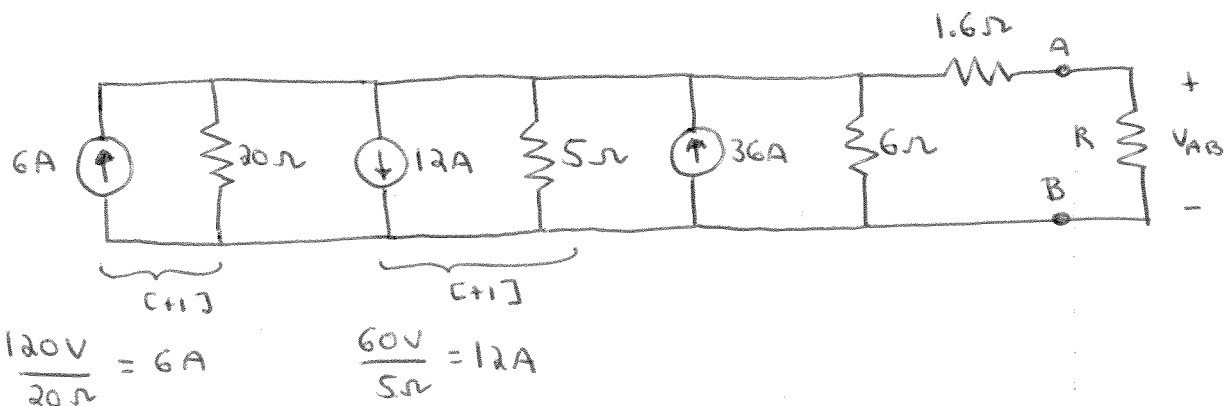 1.6Ω
A
+
6A
20Ω
12A
5Ω
36A
6Ω
R
VAB
B
-
[+1]
[+1]
120V
20Ω
= 6A
60V
5Ω
= 12A